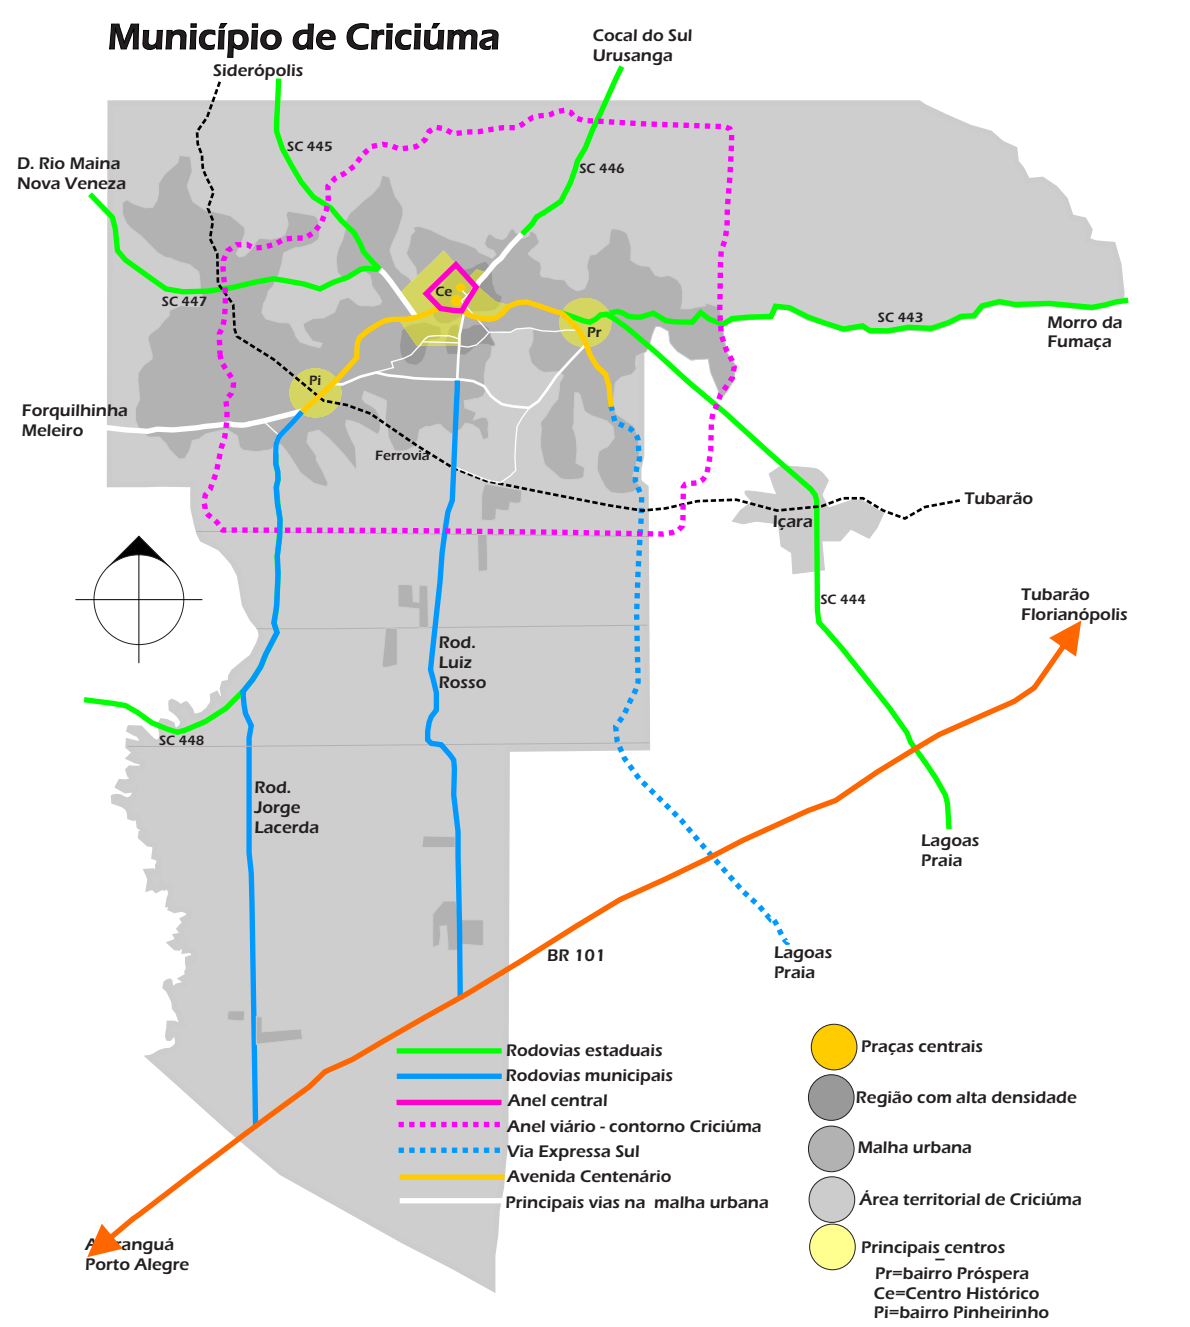 Município de Criciúma
Cocal do Sul
Urusanga
Siderópolis
SC 445
D. Rio Maina
Nova Veneza
SC 446
SC 447
Ce
SC 443
Morro da
Fumaça
Pr
Pi
Forquilhinha
Meleiro
Ferrovia
Tubarão
Içara
SC 444
Tubarão
Florianópolis
Rod.
Luiz
Rosso
SC 448
Rod.
Jorge
Lacerda
Lagoas
Praia
BR 101
Lagoas
Praia
Rodovias estaduais
Rodovias municipais
Anel central
Anel viário - contorno Criciúma
Via Expressa Sul
Avenida Centenário
Principais vias na malha urbana
Praças centrais
Região com alta densidade
Malha urbana
Área territorial de Criciúma
Principais centros
Pr=bairro Próspera
Ce=Centro Histórico
Pi=bairro Pinheirinho
Araranguá
Porto Alegre